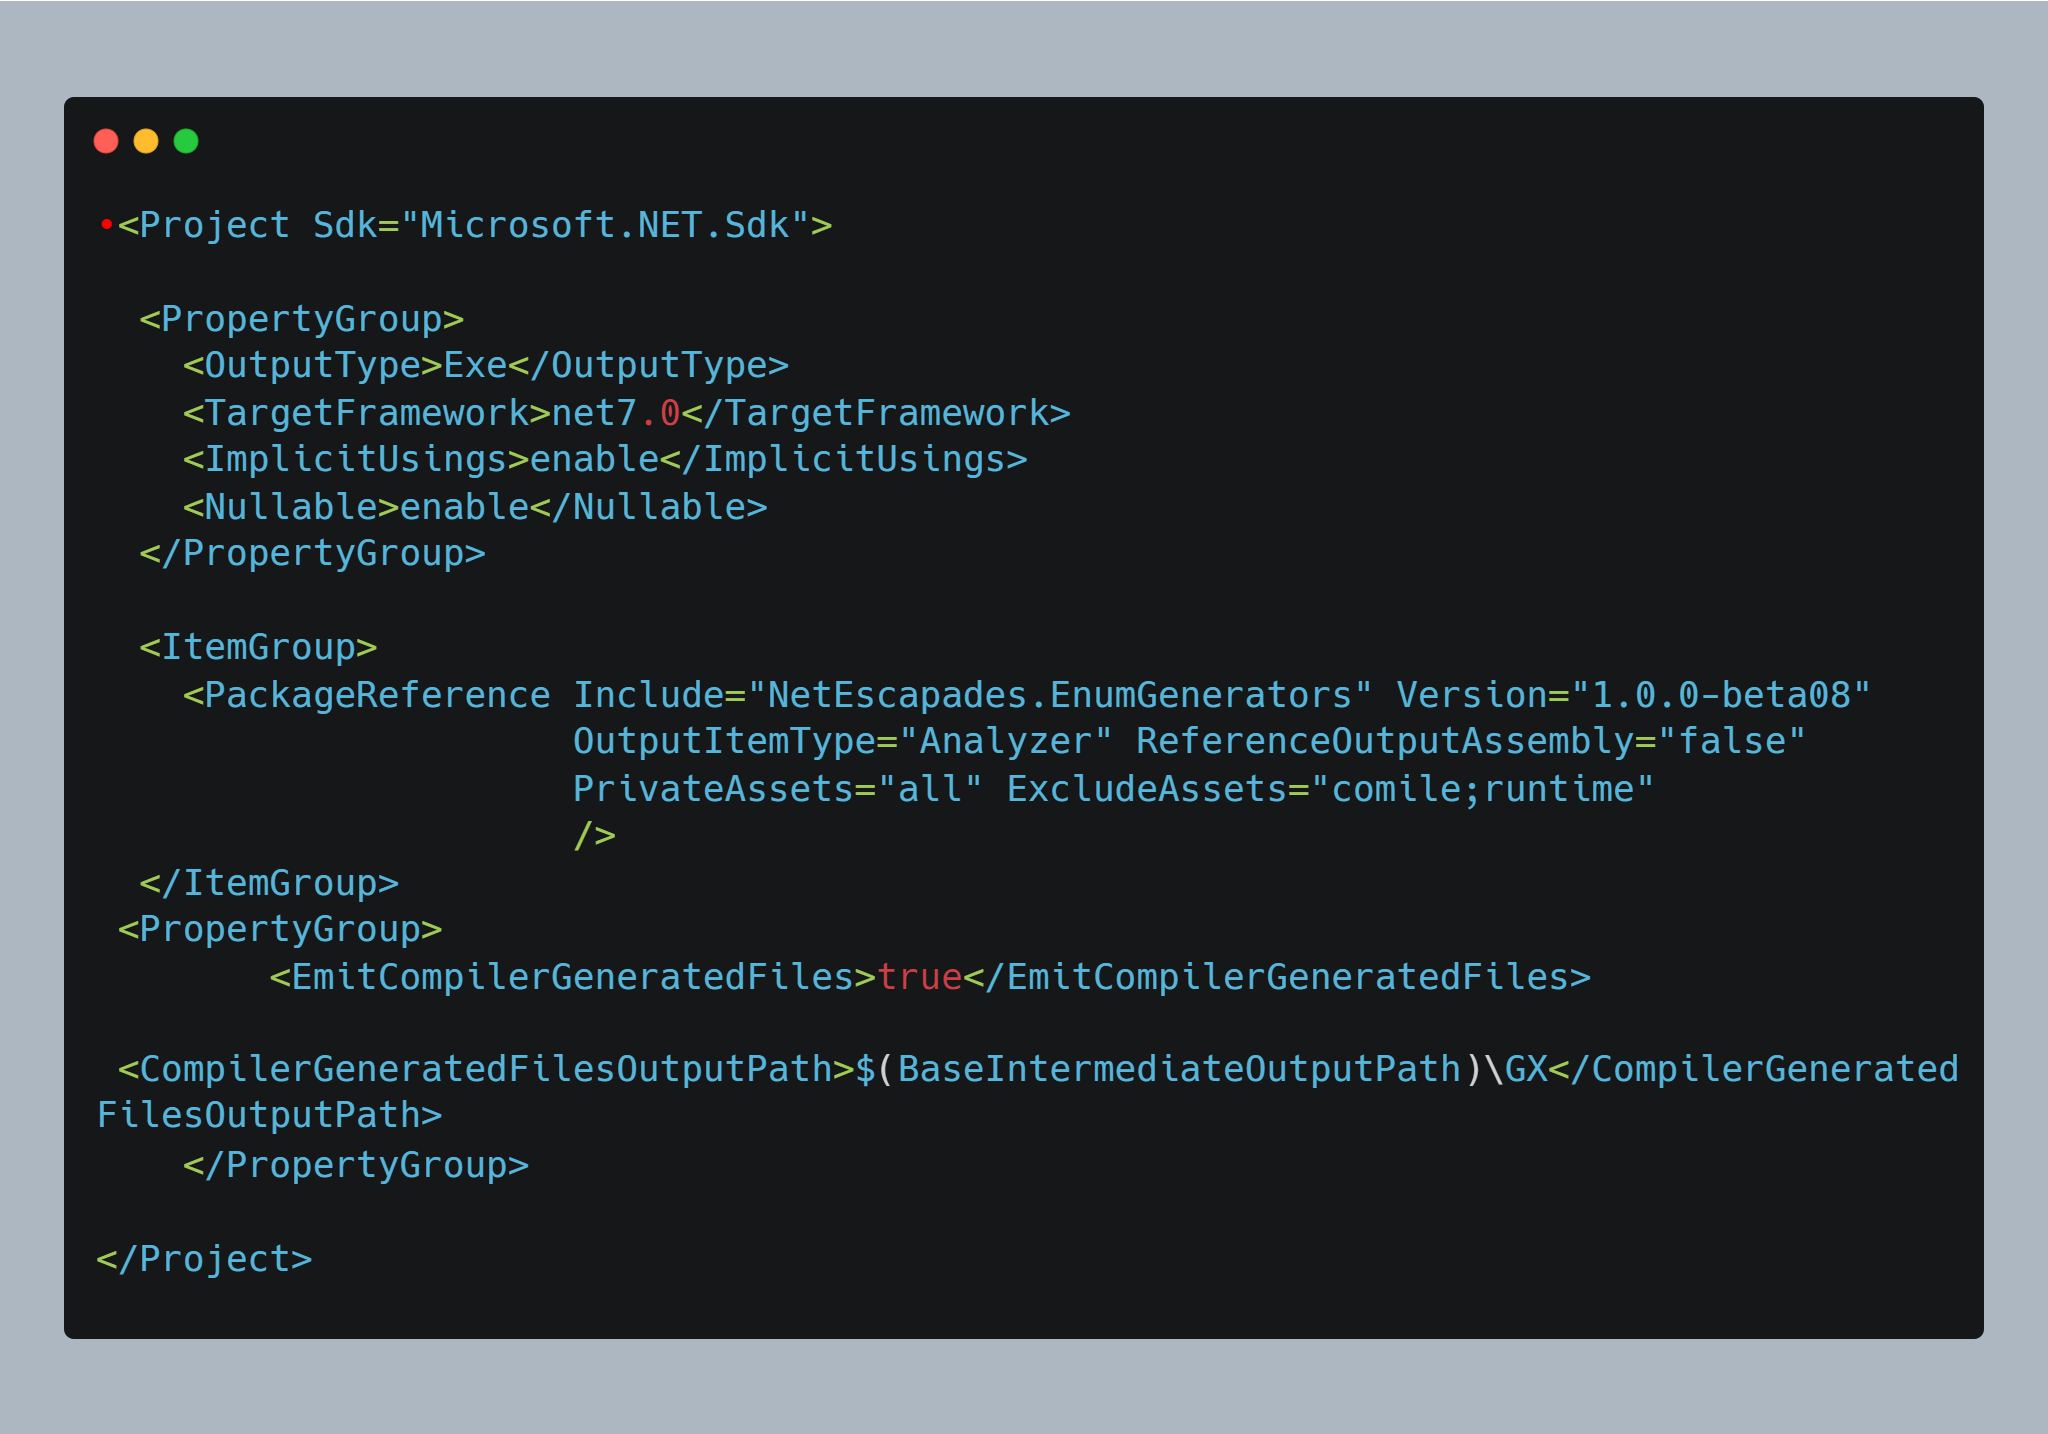 •<Project Sdk="Microsoft.NET.Sdk">
<PropertyGroup>
<OutputType>Exe</OutputType>
<TargetFramework>net7.0</TargetFramework>
<ImplicitUsings>enable</ImplicitUsings>
<Nullable>enable</Nullable>
</PropertyGroup>
<ItemGroup>
<PackageReference Include="NetEscapades.EnumGenerators" Version="1.0.0-beta08"
OutputItemType="Analyzer" ReferenceOutputAssembly="false"
PrivateAssets="all" ExcludeAssets="comile;runtime"
/>
</ItemGroup>
<PropertyGroup>
<EmitCompilerGeneratedFiles>true</EmitCompilerGeneratedFiles>
<CompilerGeneratedFilesOutputPath>$(BaseIntermediateOutputPath)\GX</CompilerGenerated
FilesOutputPath>
</PropertyGroup>
</Project>